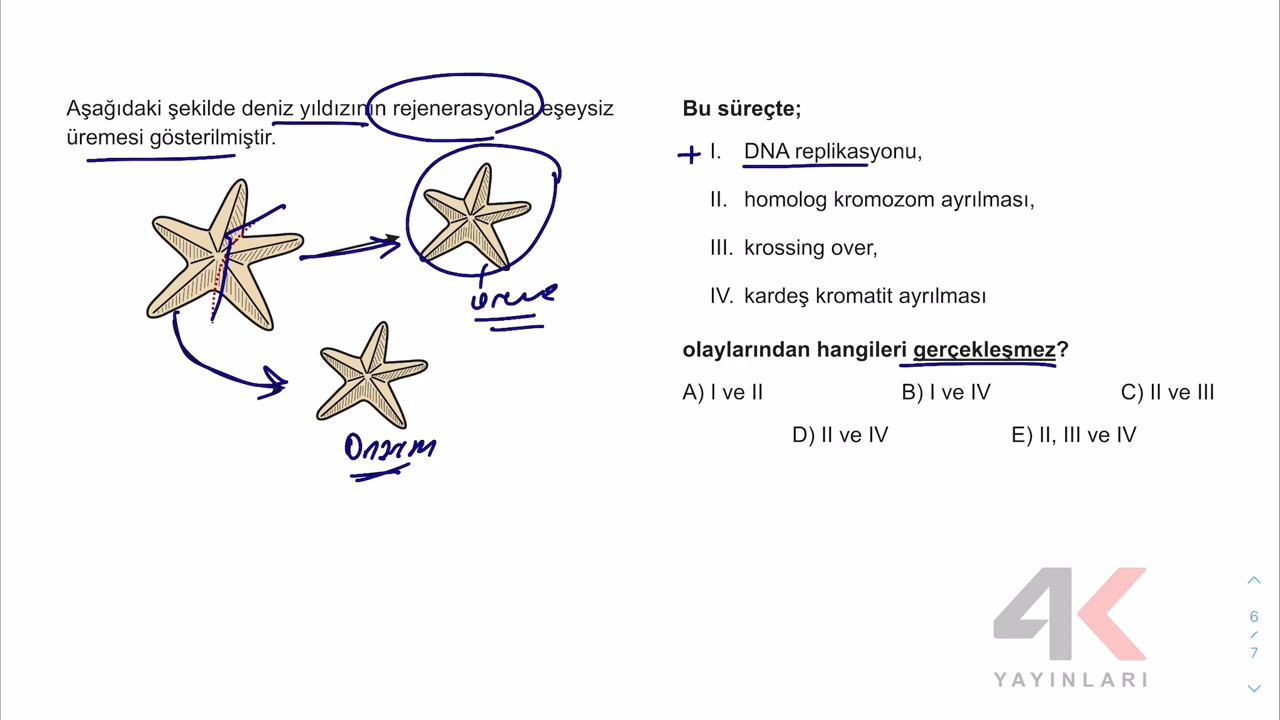 Aşağıdaki şekilde deniz yıldızının rejenerasyonla eşeysiz
üremesi gösterilmiştir.
üreme
Onarım
Bu süreçte;
+ I. DNA replikasyonu,
II. homolog kromozom ayrılması,
III. krossing over,
IV. kardeş kromatit ayrılması
olaylarından hangileri gerçekleşmez?
A) I ve II B) I ve IV C) II ve III
D) II ve IV E) II, III ve IV
4K
YAYINLARI
6
/
7